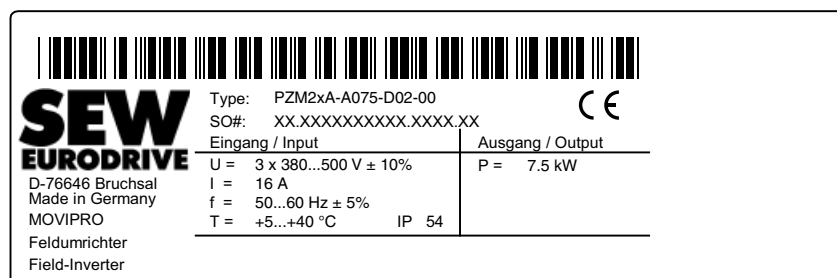 Type: PZM2xA-A075-D02-00
CE
SO#: XX.XXXXXXXXXX.XXXX.XX
SEW
EURODRIVE
Eingang / Input
Ausgang / Output
U = 3 x 380...500 V ± 10%
P = 7.5 kW
I = 16 A
f = 50...60 Hz ± 5%
T = +5...+40 °C IP 54
D-76646 Bruchsal
Made in Germany
MOVIPRO
Feldumrichter
Field-Inverter